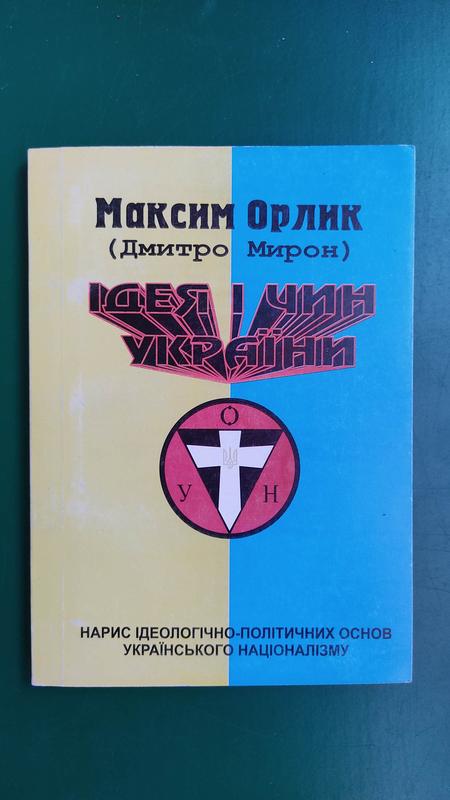 Максим Орлик
(Дмитро Мирон)
ІДЕЯ І ЧИН
УКРАЇНИ
О
У Н
НАРИС ІДЕОЛОГІЧНО-ПОЛІТИЧНИХ ОСНОВ
УКРАЇНСЬКОГО НАЦІОНАЛІЗМУ